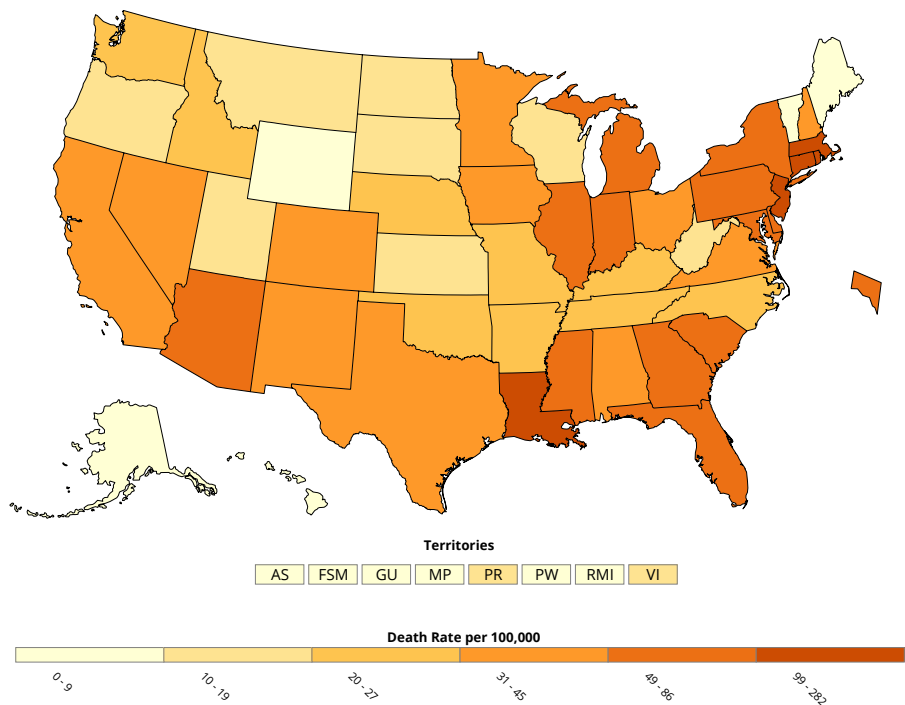 Territories
AS FSM GU MP PR PW RMI VI
Death Rate per 100,000
0 - 9 10 - 19 20 - 27 31 - 45 49 - 86 99 - 282